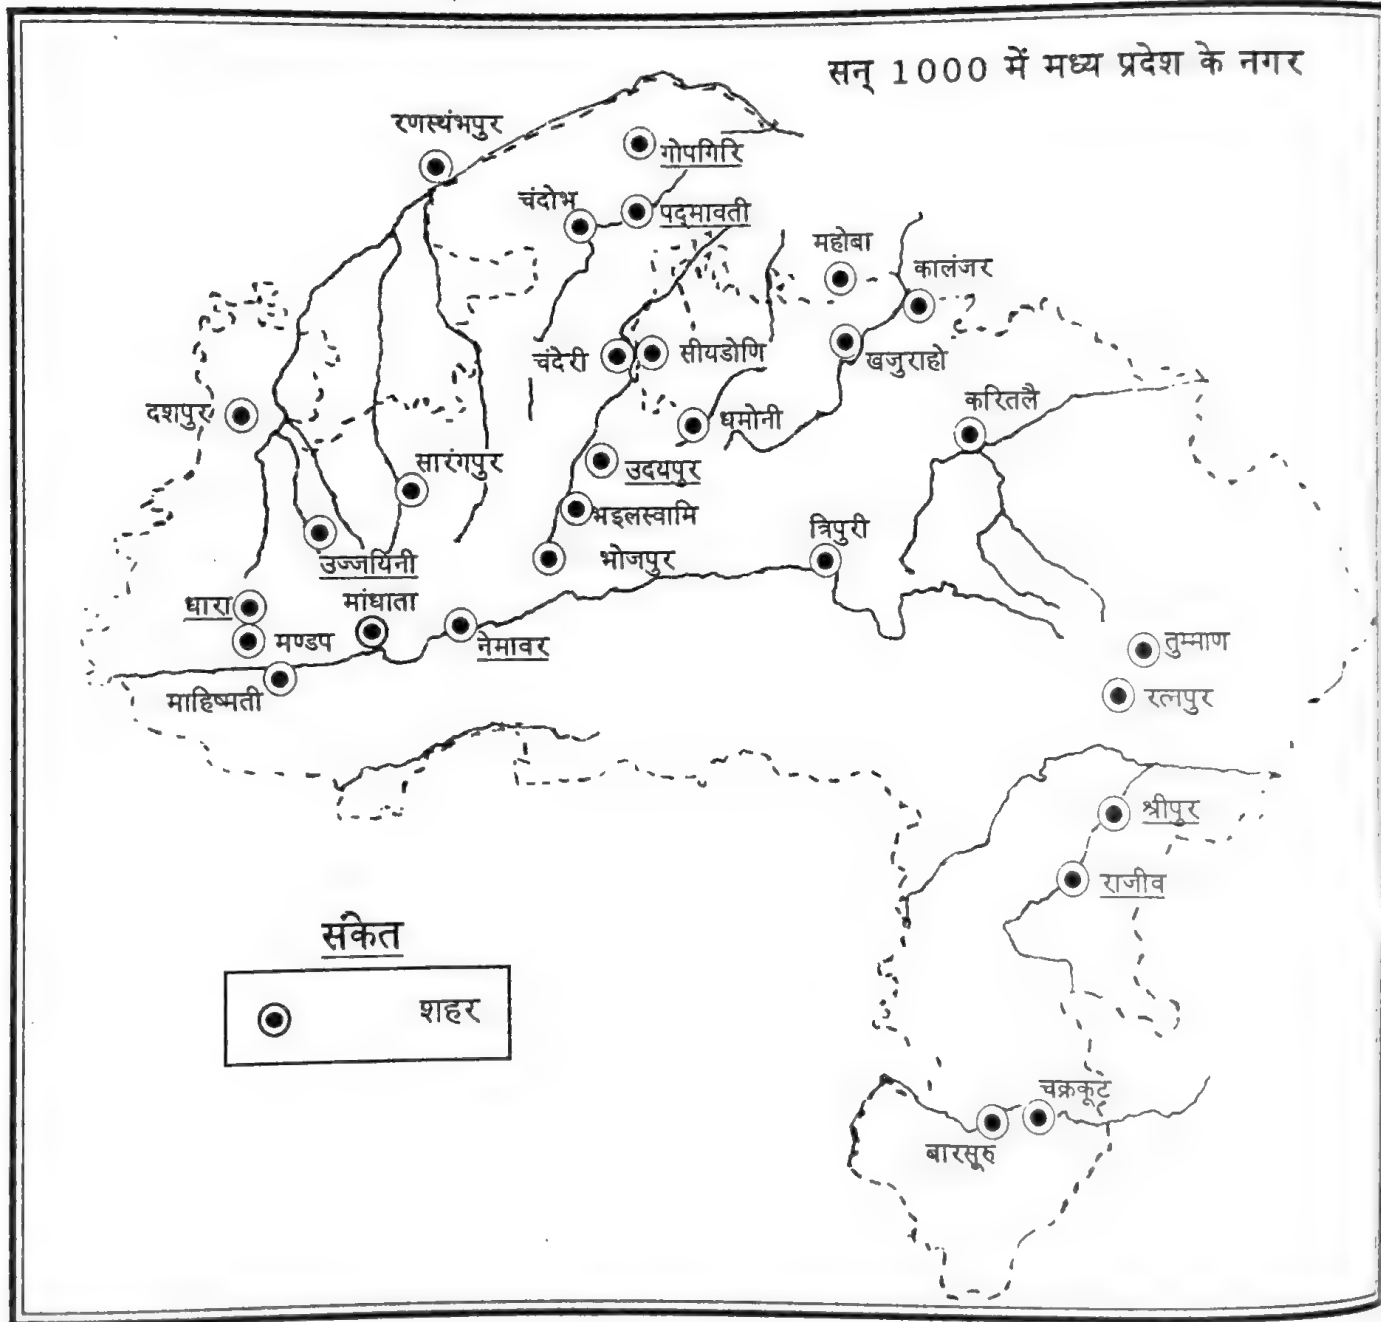 सन् 1000 में मध्य प्रदेश के नगर
रणस्थंभपुर
गोपगिरि
चंदोभ
पद्मावती
महोबा
कालंजर
चंदेरी
सीयडोणि
खजुराहो
दशपुर
धमोनी
करितलै
सारंगपुर
उदयपुर
भइलस्वामि
त्रिपुरी
उज्जयिनी
भोजपुर
धारा
मांधाता
मण्डप
नेमावर
तुम्माण
माहिष्मती
रत्नपुर
श्रीपुर
राजीव
संकेत
शहर
चक्रकूट
बारसूरु